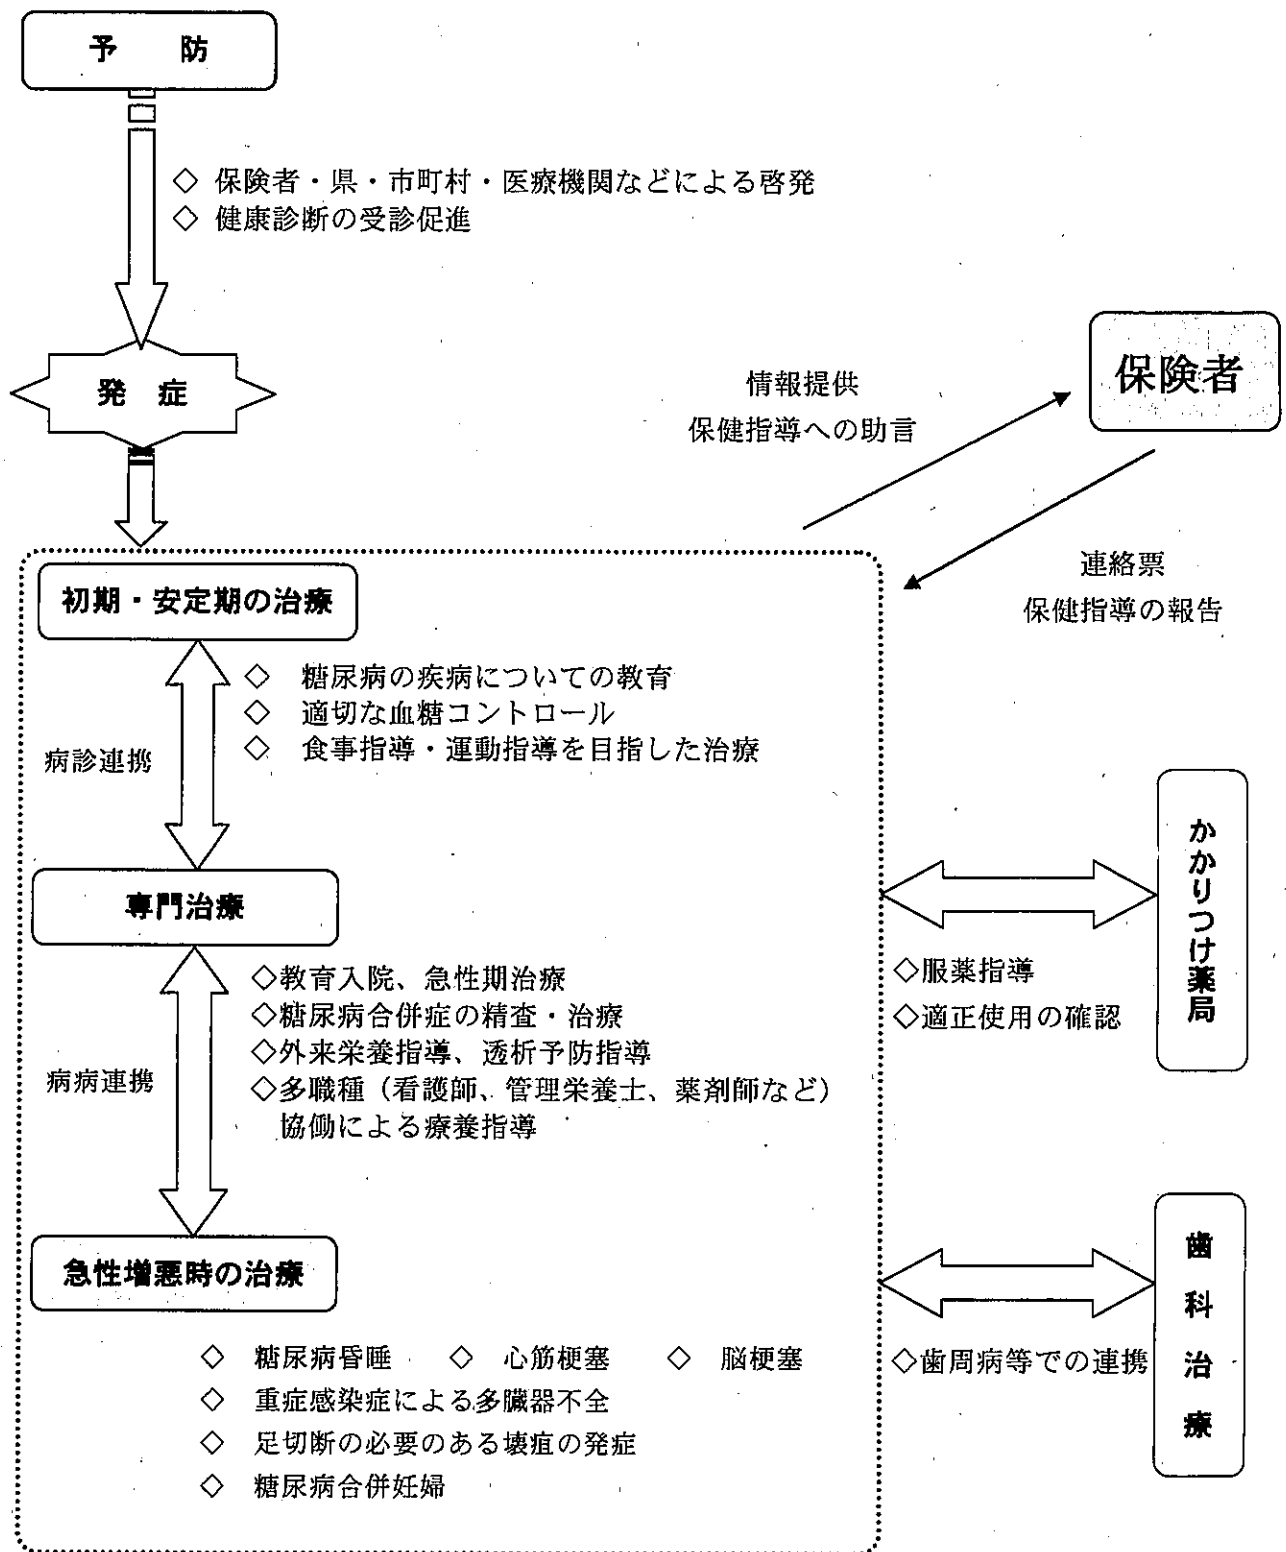 予　防
◇ 保険者・県・市町村・医療機関などによる啓発
◇ 健康診断の受診促進
発 症
保険者
情報提供
保健指導への助言
連絡票
保健指導の報告
初期・安定期の治療
◇ 糖尿病の疾病についての教育
◇ 適切な血糖コントロール
◇ 食事指導・運動指導を目指した治療
病診連携
専門治療
◇教育入院、急性期治療
◇糖尿病合併症の精査・治療
◇外来栄養指導、透析予防指導
◇多職種（看護師、管理栄養士、薬剤師など）
協働による療養指導
病病連携
急性増悪時の治療
◇ 糖尿病昏睡 ◇ 心筋梗塞 ◇ 脳梗塞
◇ 重症感染症による多臓器不全
◇ 足切断の必要のある壊疽の発症
◇ 糖尿病合併妊婦
かかりつけ薬局
◇服薬指導
◇適正使用の確認
歯科治療
◇歯周病等での連携